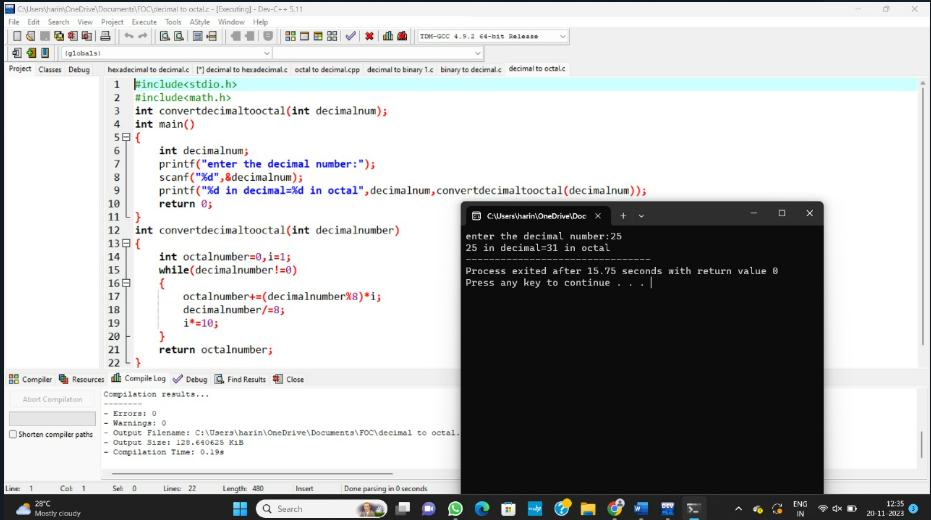 C:\Users\harin\OneDrive\Documents\FOC\decimal to octal.c - [Executing] - Dev-C++ 5.11
File Edit Search View Project Execute Tools AStyle Window Help
TDM-GCC 4.9.2 64-bit Release
(globals)
Project Classes Debug
hexadecimal to decimal.c [*] decimal to hexadecimal.c octal to decimal.cpp decimal to binary 1.c binary to decimal.c decimal to octal.c
1 #include<stdio.h>
2 #include<math.h>
3 int convertdecimaltooctal(int decimalnum);
4 int main()
5 {
6 int decimalnum;
7 printf("enter the decimal number:");
8 scanf("%d",&decimalnum);
9 printf("%d in decimal=%d in octal",decimalnum,convertdecimaltooctal(decimalnum));
10 return 0;
11 }
12 int convertdecimaltooctal(int decimalnumber)
13 {
14 int octalnumber=0,i=1;
15 while(decimalnumber!=0)
16 {
17 octalnumber+=(decimalnumber%8)*i;
18 decimalnumber/=8;
19 i*=10;
20 }
21 return octalnumber;
22 }
C:\Users\harin\OneDrive\Doc
enter the decimal number:25
25 in decimal=31 in octal
--------------------------------
Process exited after 15.75 seconds with return value 0
Press any key to continue . . .
Compiler Resources Compile Log Debug Find Results Close
Abort Compilation
Shorten compiler paths
Compilation results...
--------
- Errors: 0
- Warnings: 0
- Output Filename: C:\Users\harin\OneDrive\Documents\FOC\decimal to octal.
- Output Size: 128.640625 KiB
- Compilation Time: 0.19s
Line: 1 Col: 1 Sel: 0 Lines: 22 Length: 480 Insert Done parsing in 0 seconds
28°C
Mostly cloudy
Search
ENG
IN
12:35
20-11-2023